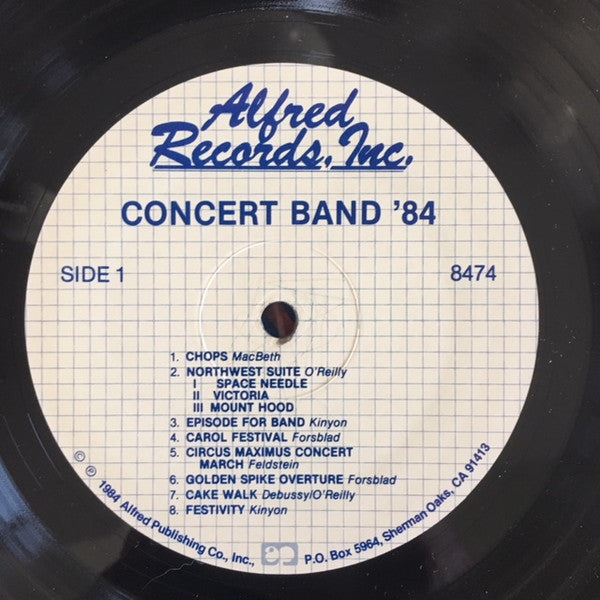 Alfred
Records, Inc.
CONCERT BAND '84
SIDE 1
8474
1. CHOPS MacBeth
2. NORTHWEST SUITE O'Reilly
I SPACE NEEDLE
II VICTORIA
III MOUNT HOOD
3. EPISODE FOR BAND Kinyon
4. CAROL FESTIVAL Forsblad
5. CIRCUS MAXIMUS CONCERT
MARCH Feldstein
6. GOLDEN SPIKE OVERTURE Forsblad
7. CAKE WALK Debussy/O'Reilly
8. FESTIVITY Kinyon
© ℗ 1984 Alfred Publishing Co., Inc., P.O. Box 5964, Sherman Oaks, CA 91413